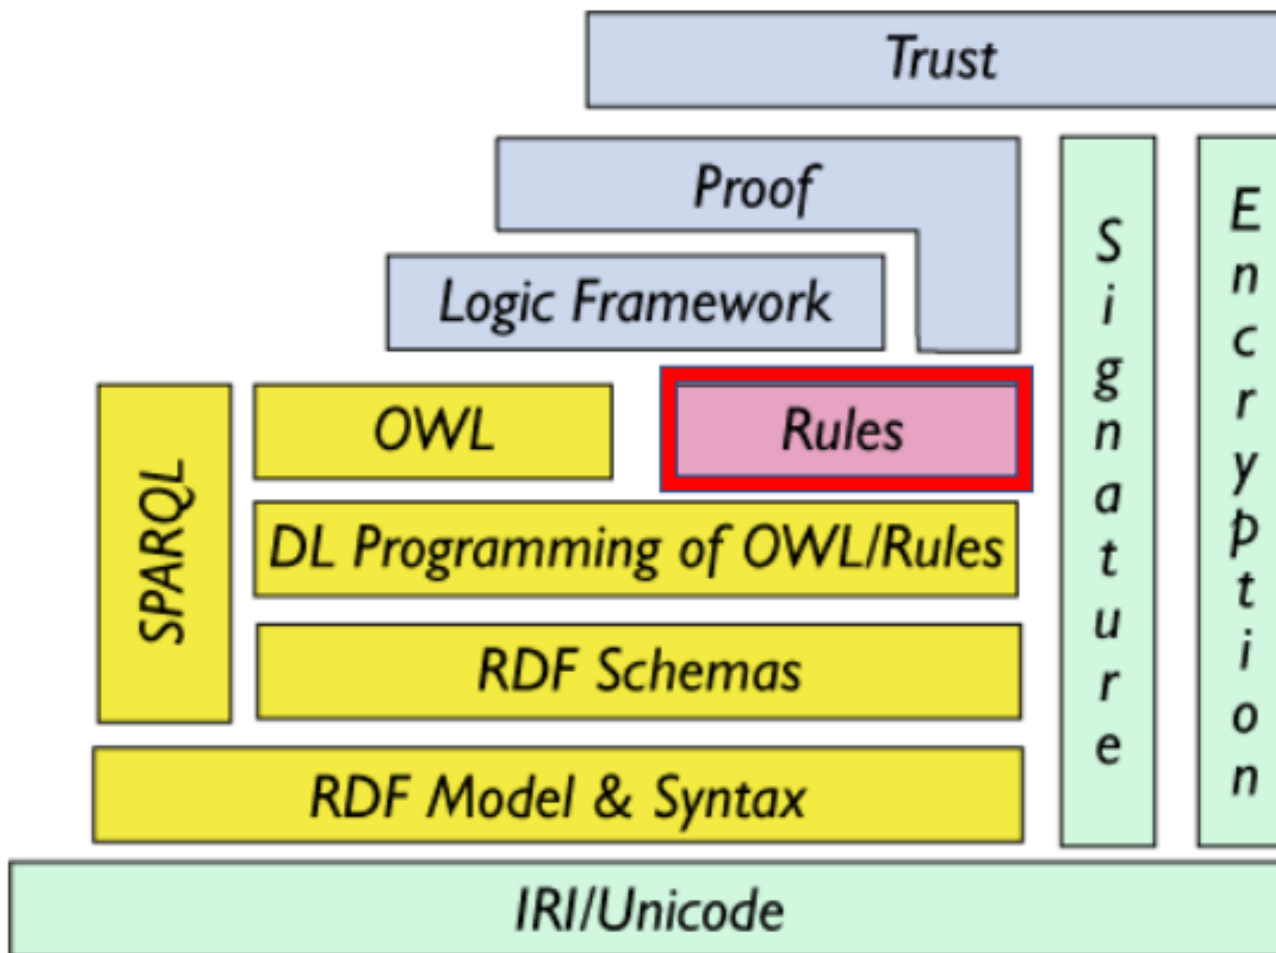 Trust
Proof
Logic Framework
OWL
Rules
SPARQL
DL Programming of OWL/Rules
RDF Schemas
RDF Model & Syntax
Signature
Encryption
IRI/Unicode